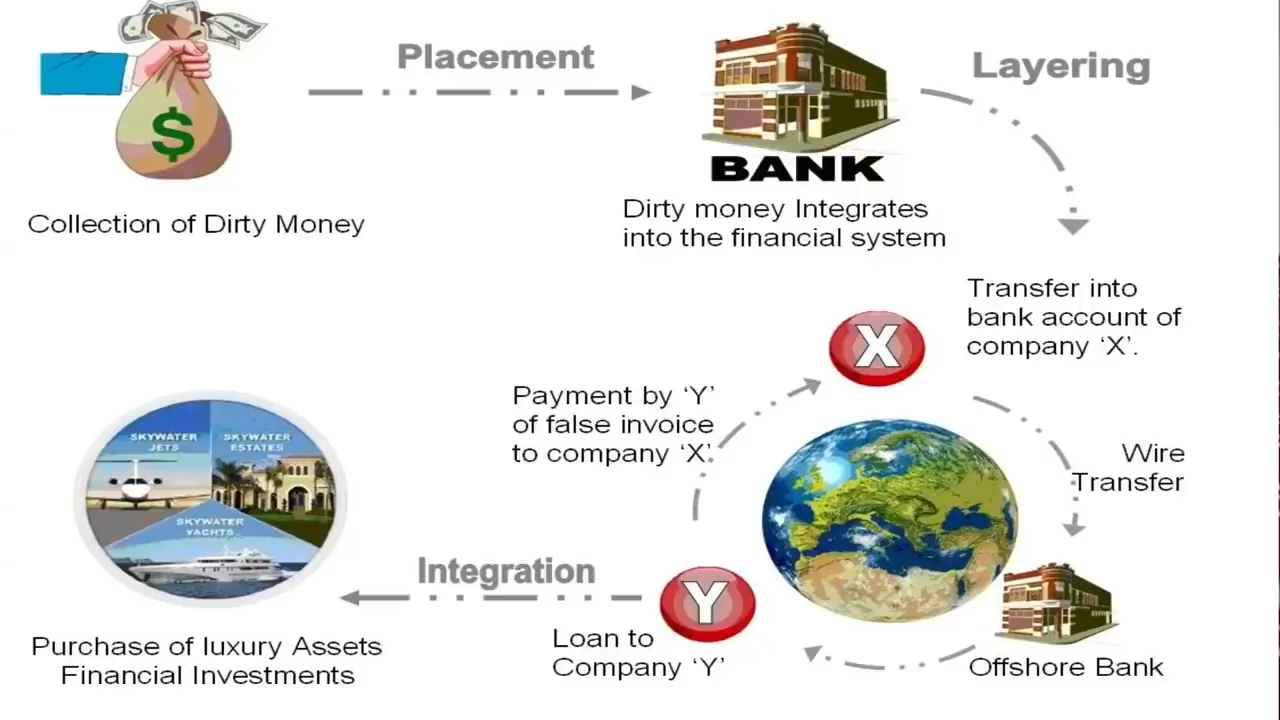 Placement
Layering
$
BANK
Collection of Dirty Money
Dirty money Integrates
into the financial system
Transfer into
bank account of
company ‘X’.
X
Payment by ‘Y’
of false invoice
to company ‘X’
Wire
Transfer
SKYWATER
JETS
SKYWATER
ESTATES
SKYWATER
YACHTS
Integration
Y
Loan to
Company ‘Y’
Offshore Bank
Purchase of luxury Assets
Financial Investments